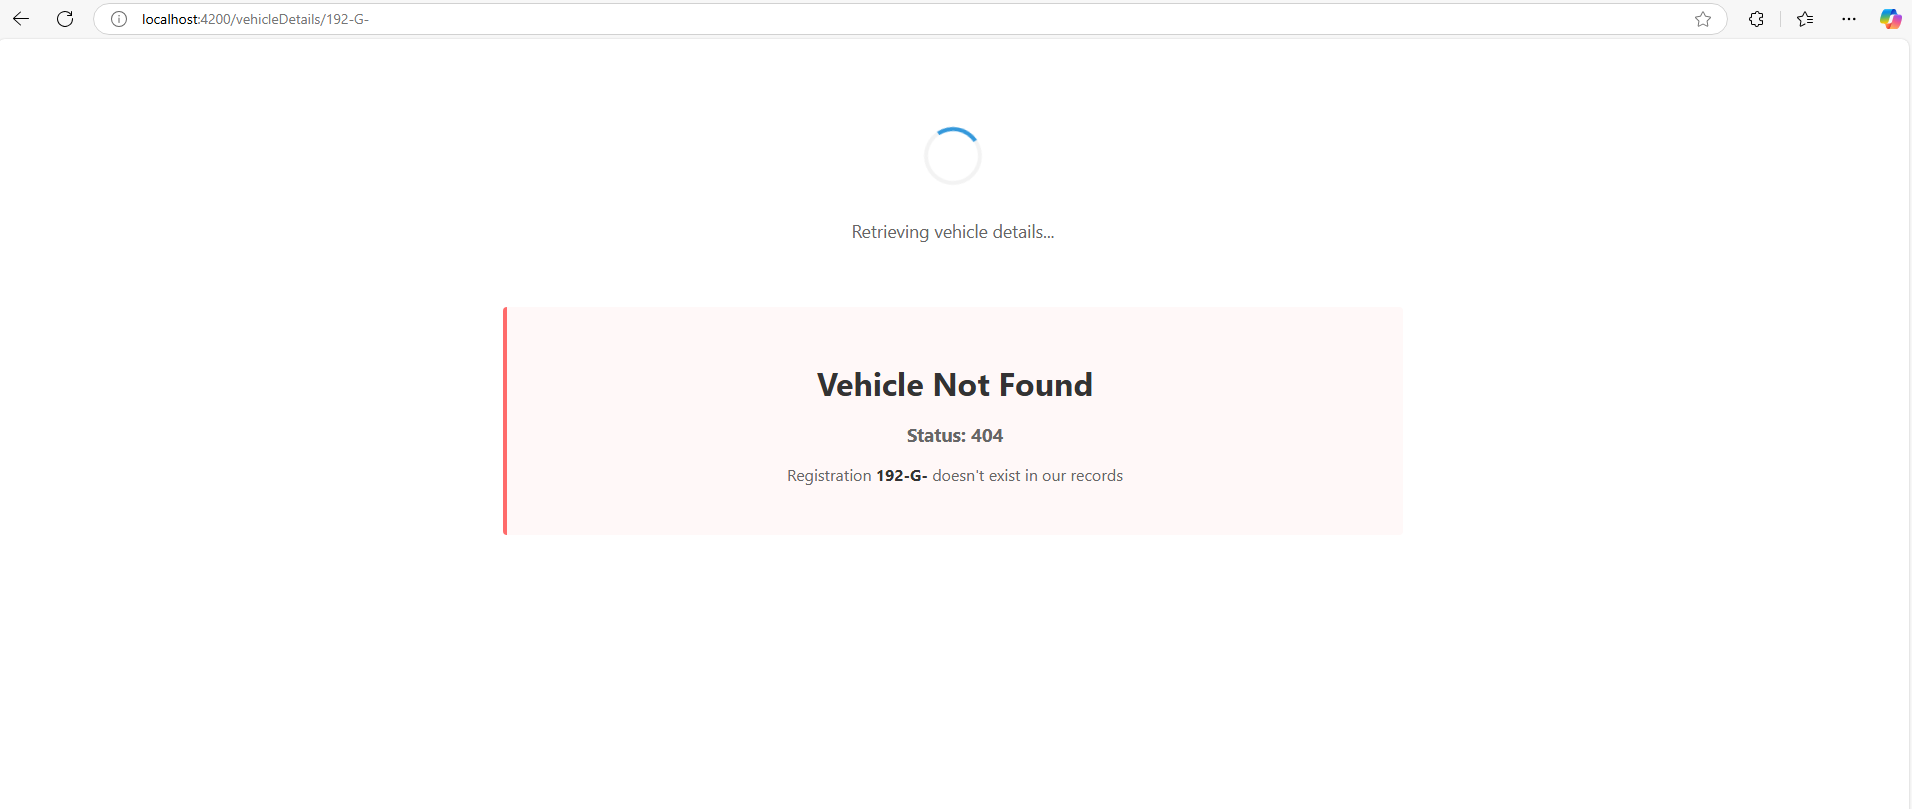 localhost:4200/vehicleDetails/192-G-
Retrieving vehicle details...
Vehicle Not Found
Status: 404
Registration 192-G- doesn't exist in our records